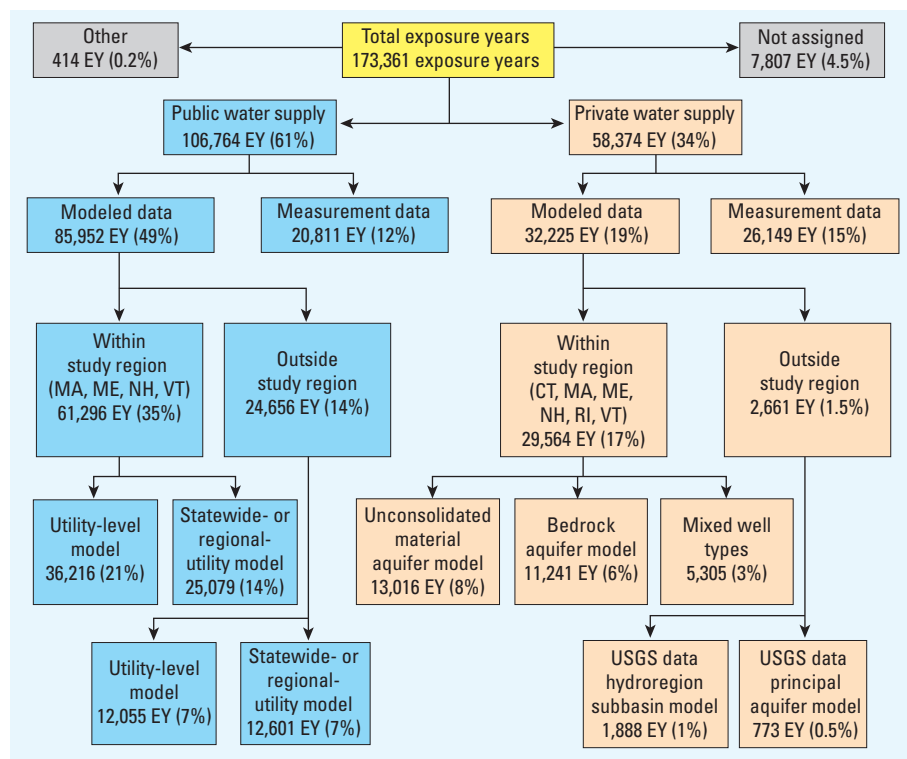 Other
414 EY (0.2%)
Total exposure years
173,361 exposure years
Not assigned
7,807 EY (4.5%)
Public water supply
106,764 EY (61%)
Private water supply
58,374 EY (34%)
Modeled data
85,952 EY (49%)
Measurement data
20,811 EY (12%)
Modeled data
32,225 EY (19%)
Measurement data
26,149 EY (15%)
Within
study region
(MA, ME, NH, VT)
61,296 EY (35%)
Outside
study region
24,656 EY (14%)
Within
study region
(CT, MA, ME,
NH, RI, VT)
29,564 EY (17%)
Outside
study region
2,661 EY (1.5%)
Utility-level
model
36,216 (21%)
Statewide- or
regional-
utility model
25,079 (14%)
Unconsolidated
material
aquifer model
13,016 EY (8%)
Bedrock
aquifer model
11,241 EY (6%)
Mixed well
types
5,305 EY (3%)
Utility-level
model
12,055 EY (7%)
Statewide- or
regional-
utility model
12,601 EY (7%)
USGS data
hydroregion
subbasin model
1,888 EY (1%)
USGS data
principal
aquifer model
773 EY (0.5%)